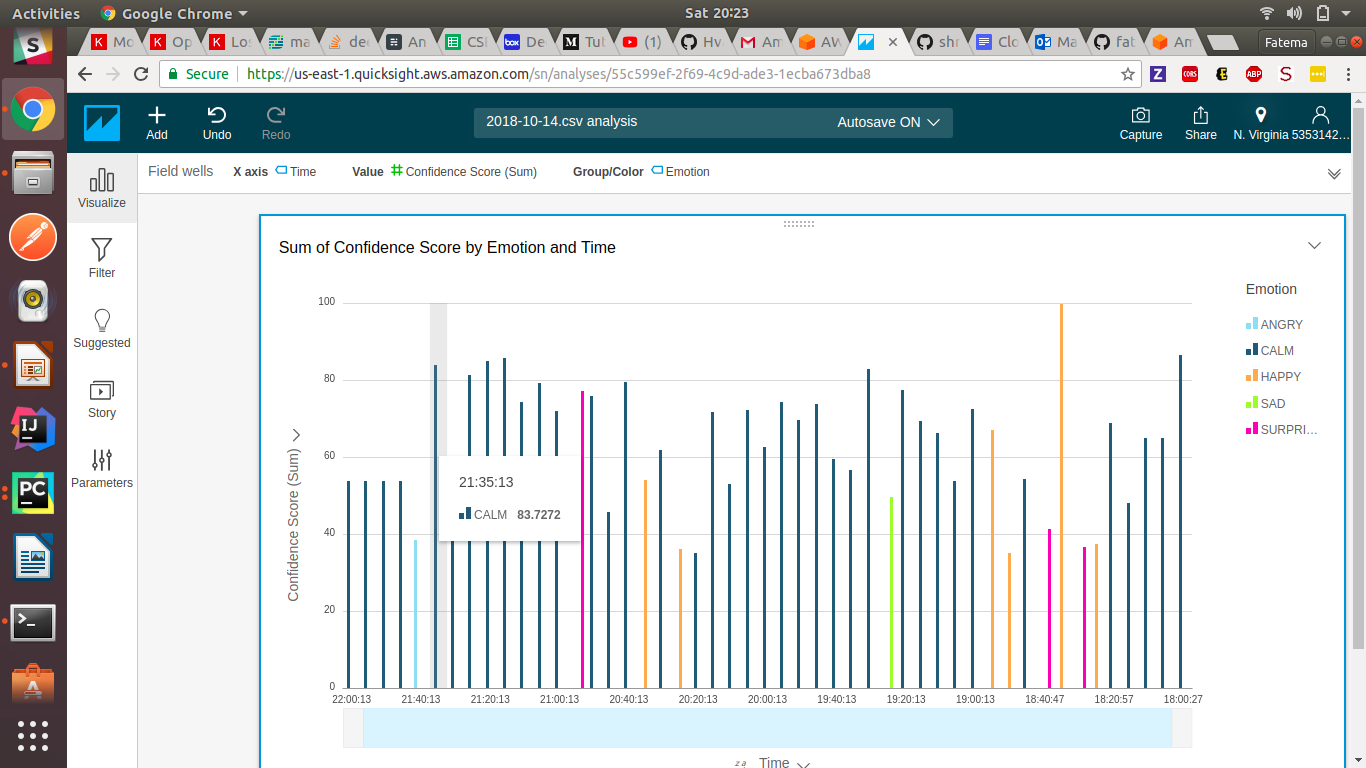 Activities Google Chrome Sat 20:23
Mo Op Los ma de An CS De Tut (1) Hv Am AW shr Clo Ma fat An Fatema
Secure https://us-east-1.quicksight.aws.amazon.com/sn/analyses/55c599ef-2f69-4c9d-ade3-1ecba673dba8
Add Undo Redo 2018-10-14.csv analysis Autosave ON Capture Share N. Virginia 5353142...
Visualize
Filter
Suggested
Story
Parameters
Field wells X axis Time Value Confidence Score (Sum) Group/Color Emotion
Sum of Confidence Score by Emotion and Time
Confidence Score (Sum)
100
80
60
40
20
0
21:35:13
CALM 83.7272
22:00:13 21:40:13 21:20:13 21:00:13 20:40:13 20:20:13 20:00:13 19:40:13 19:20:13 19:00:13 18:40:47 18:20:57 18:00:27
Time
Emotion
ANGRY
CALM
HAPPY
SAD
SURPRI...